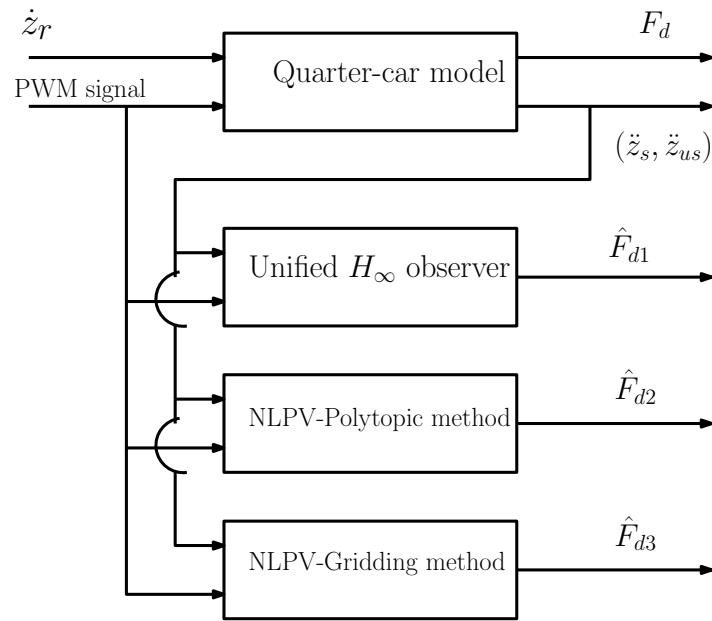 ż_r
F_d
Quarter-car model
PWM signal
(z̈_s, z̈_us)
Unified H_∞ observer
F̂_d1
NLPV-Polytopic method
F̂_d2
NLPV-Gridding method
F̂_d3